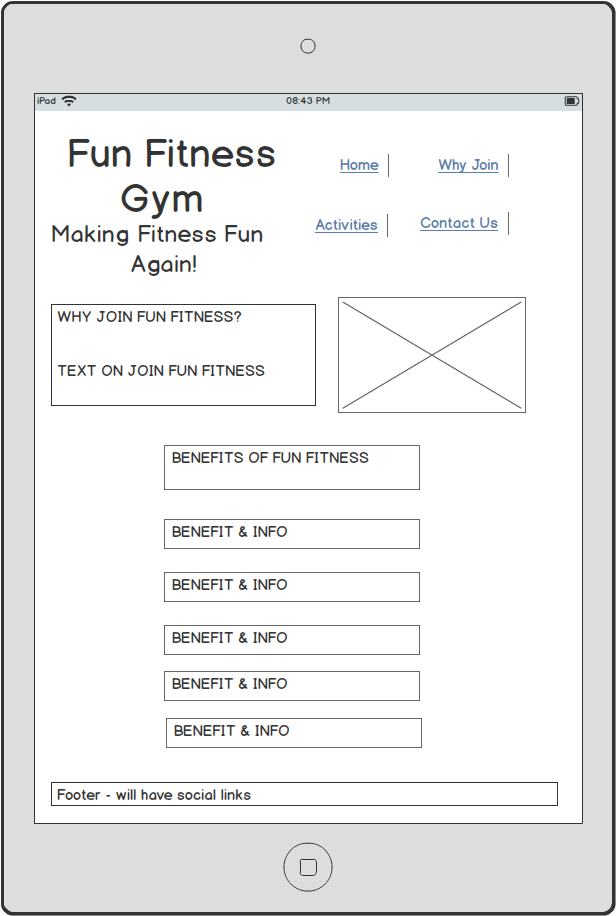 iPad 08:43 PM
Fun Fitness
Gym
Making Fitness Fun
Again!
Home
Why Join
Activities
Contact Us
WHY JOIN FUN FITNESS?
TEXT ON JOIN FUN FITNESS
BENEFITS OF FUN FITNESS
BENEFIT & INFO
BENEFIT & INFO
BENEFIT & INFO
BENEFIT & INFO
BENEFIT & INFO
Footer - will have social links